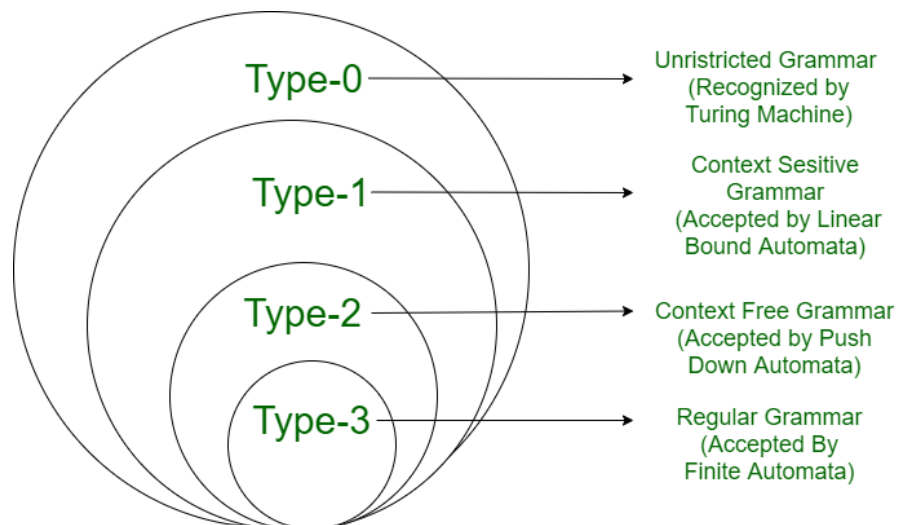 Type-0
Unristricted Grammar
(Recognized by
Turing Machine)
Type-1
Context Sesitive
Grammar
(Accepted by Linear
Bound Automata)
Type-2
Context Free Grammar
(Accepted by Push
Down Automata)
Type-3
Regular Grammar
(Accepted By
Finite Automata)